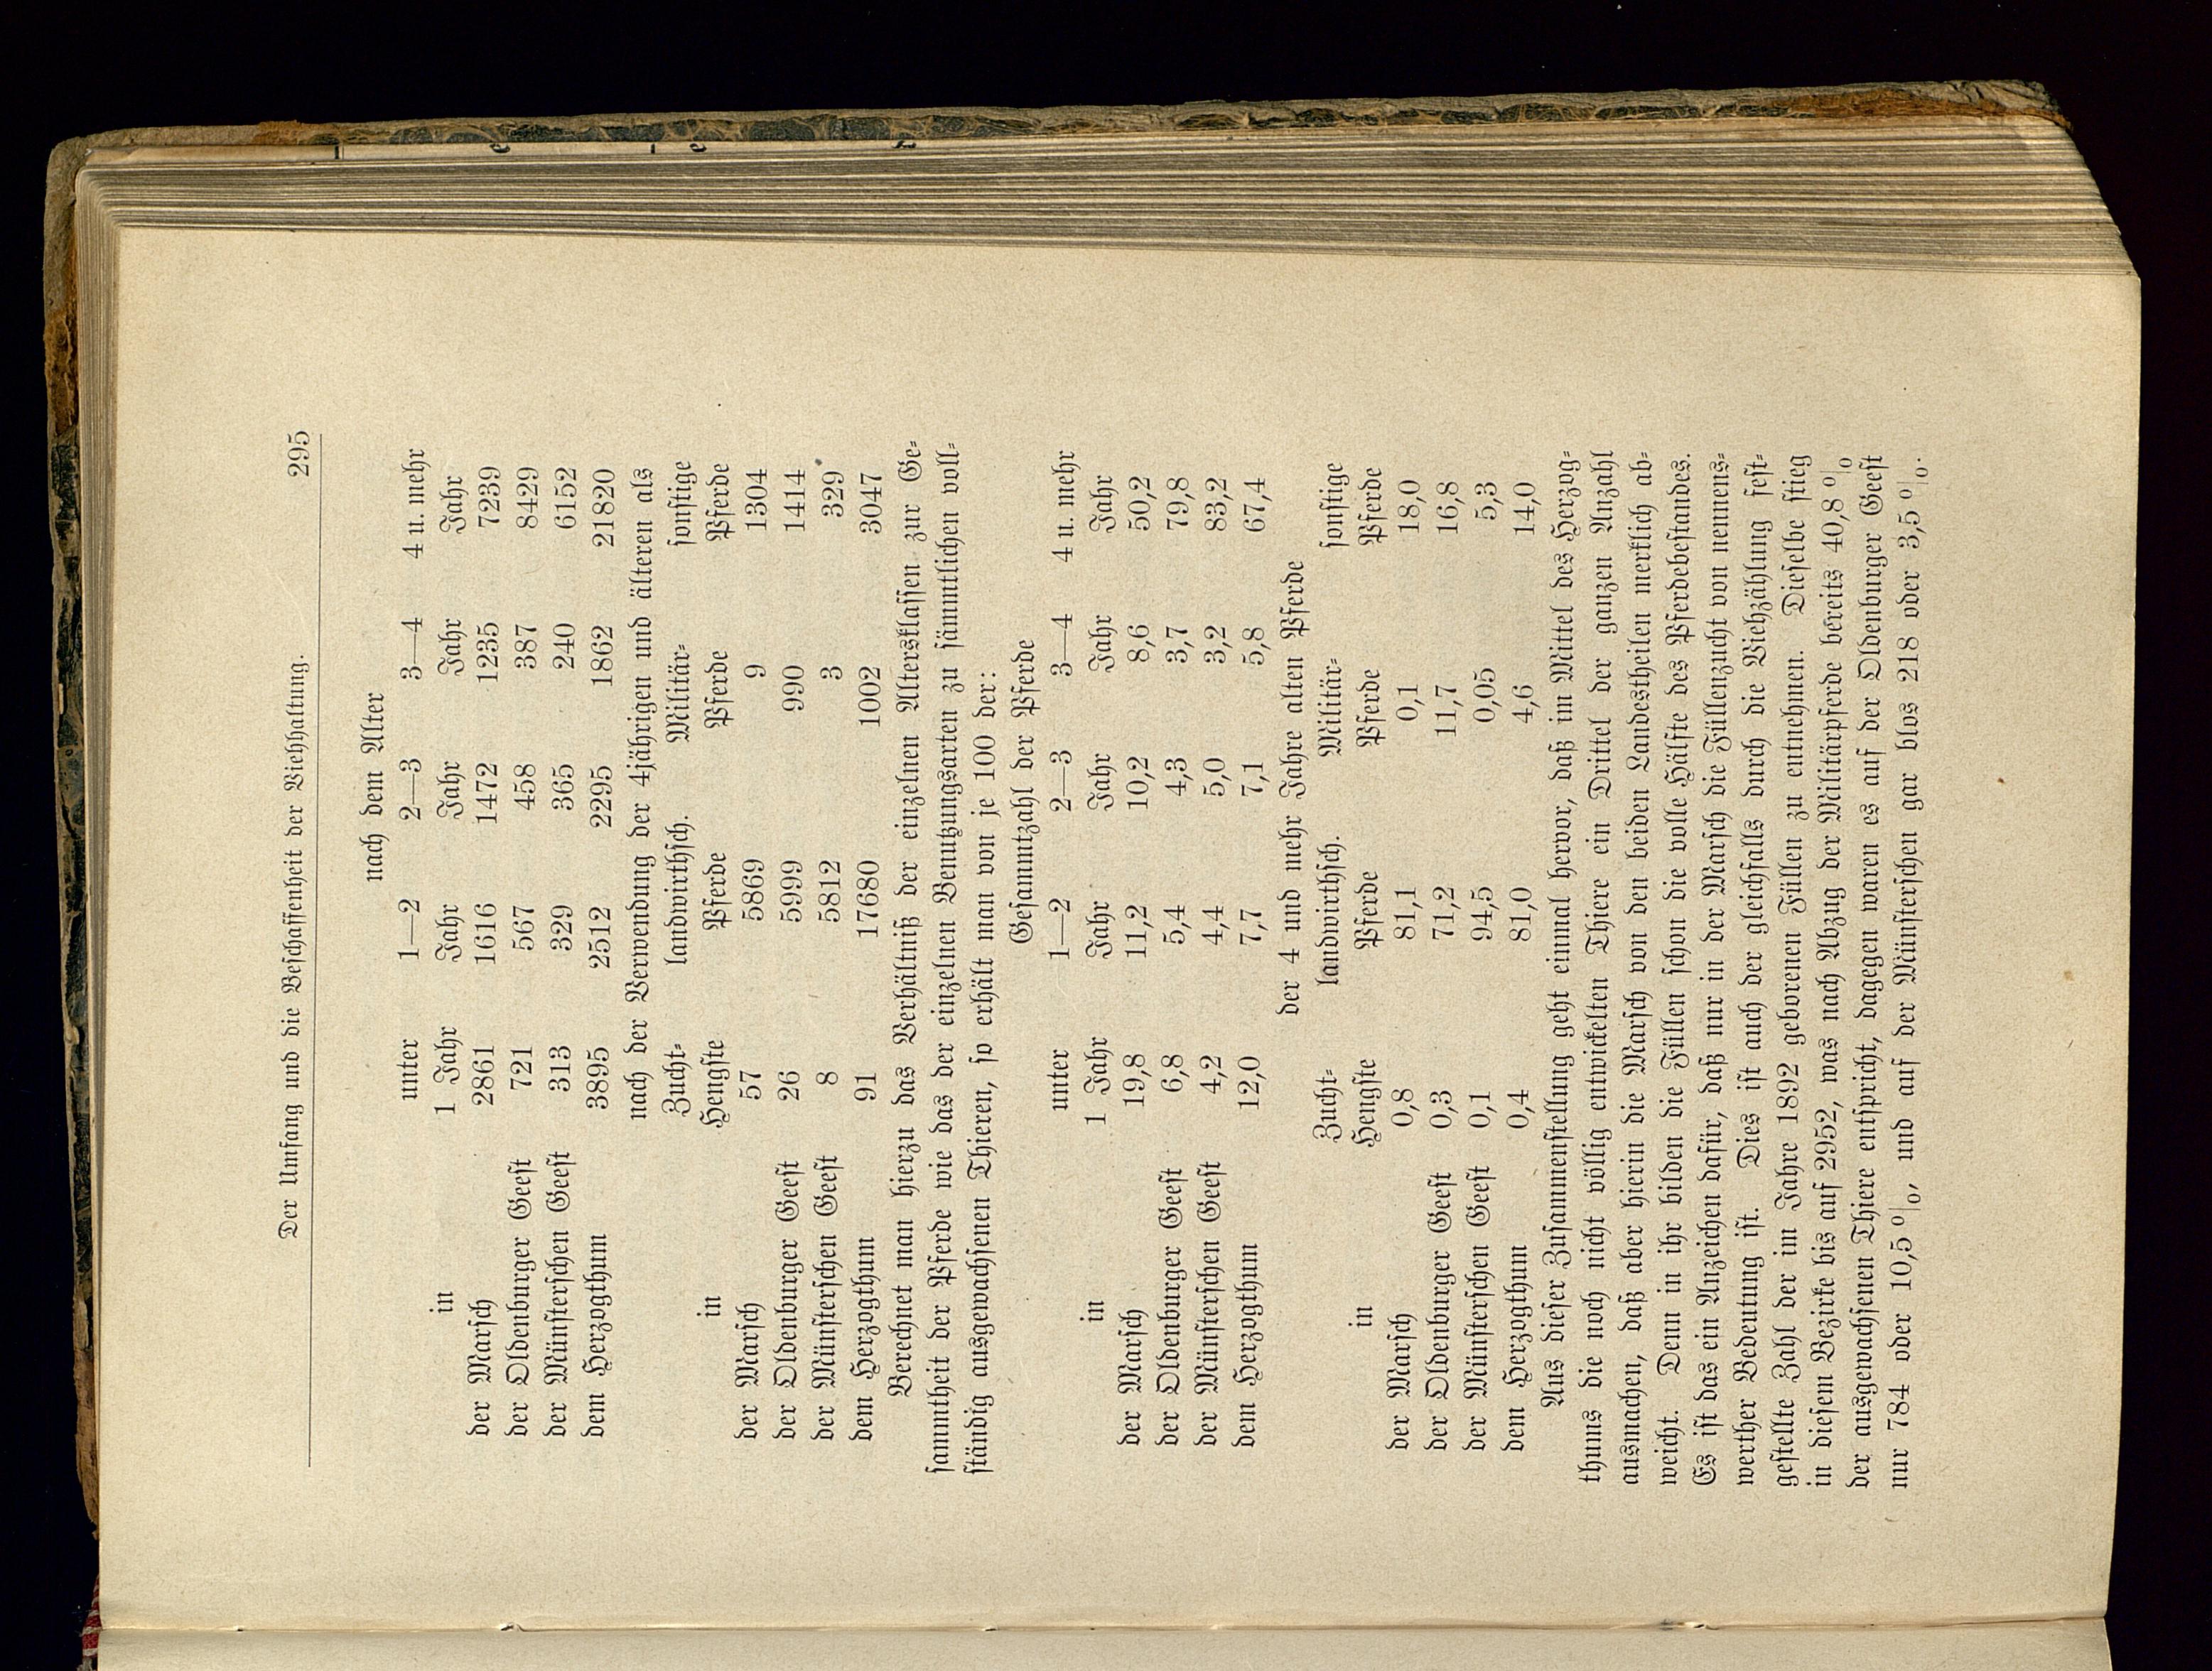 Der Umfang und die Beschaffenheit der Viehhaltung. 295
nach dem Alter
unter 1—2 2—3 3—4 4 u. mehr
in 1 Jahr Jahr Jahr Jahr Jahr
der Marsch 2861 1616 1472 1235 7239
der Oldenburger Geest 721 567 458 387 8429
der Münsterschen Geest 313 329 365 240 6152
dem Herzogthum 3895 2512 2295 1862 21820
nach der Verwendung der 4jährigen und älteren als
Zucht- landwirthsch. Militär- sonstige
in Hengste Pferde Pferde Pferde
der Marsch 57 5869 9 1304
der Oldenburger Geest 26 5999 990 1414
der Münsterschen Geest 8 5812 3 329
dem Herzogthum 91 17680 1002 3047
Berechnet man hierzu das Verhältniß der einzelnen Altersklassen zur Ge-
sammtheit der Pferde wie das der einzelnen Benutzungsarten zu sämmtlichen voll-
ständig ausgewachsenen Thieren, so erhält man von je 100 der:
Gesammtzahl der Pferde
unter 1—2 2—3 3—4 4 u. mehr
in 1 Jahr Jahr Jahr Jahr Jahr
der Marsch 19,8 11,2 10,2 8,6 50,2
der Oldenburger Geest 6,8 5,4 4,3 3,7 79,8
der Münsterschen Geest 4,2 4,4 5,0 3,2 83,2
dem Herzogthum 12,0 7,7 7,1 5,8 67,4
der 4 und mehr Jahre alten Pferde
Zucht- landwirthsch. Militär- sonstige
in Hengste Pferde Pferde Pferde
der Marsch 0,8 81,1 0,1 18,0
der Oldenburger Geest 0,3 71,2 11,7 16,8
der Münsterschen Geest 0,1 94,5 0,05 5,3
dem Herzogthum 0,4 81,0 4,6 14,0
Aus dieser Zusammenstellung geht einmal hervor, daß im Mittel des Herzog-
thums die noch nicht völlig entwickelten Thiere ein Drittel der ganzen Anzahl
ausmachen, daß aber hierin die Marsch von den beiden Landestheilen merklich ab-
weicht. Denn in ihr bilden die Füllen schon die volle Hälfte des Pferdebestandes.
Es ist das ein Anzeichen dafür, daß nur in der Marsch die Füllenzucht von nennens-
werther Bedeutung ist. Dies ist auch der gleichfalls durch die Viehzählung fest-
gestellte Zahl der im Jahre 1892 geborenen Füllen zu entnehmen. Dieselbe stieg
in diesem Bezirke bis auf 2952, was nach Abzug der Militärpferde bereits 40,8 %
der ausgewachsenen Thiere entspricht, dagegen waren es auf der Oldenburger Geest
nur 784 oder 10,5 %, und auf der Münsterschen gar blos 218 oder 3,5 %.